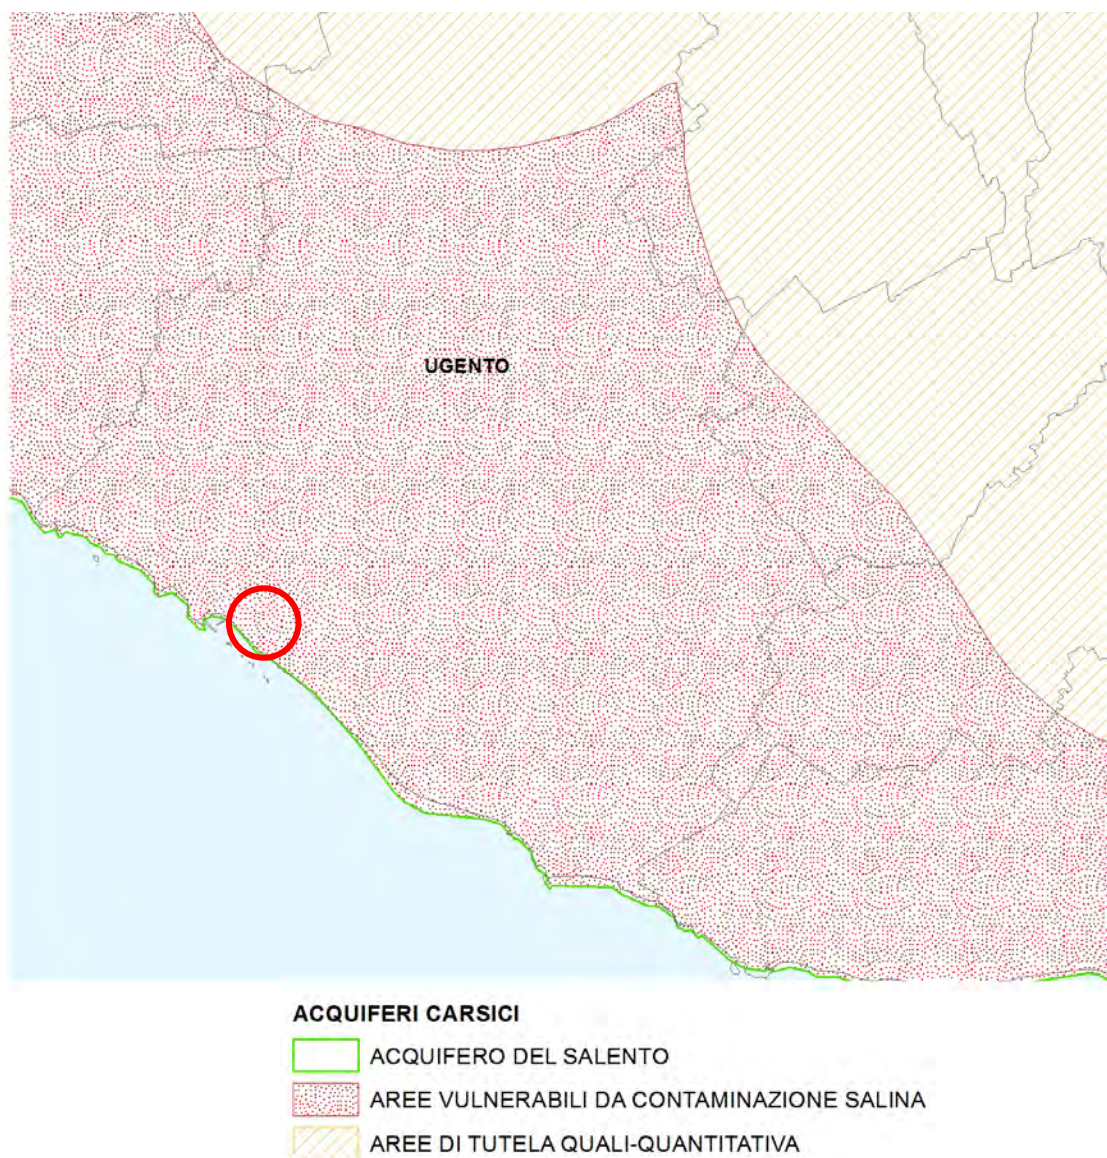 UGENTO
ACQUIFERI CARSICI
ACQUIFERO DEL SALENTO
AREE VULNERABILI DA CONTAMINAZIONE SALINA
AREE DI TUTELA QUALI-QUANTITATIVA